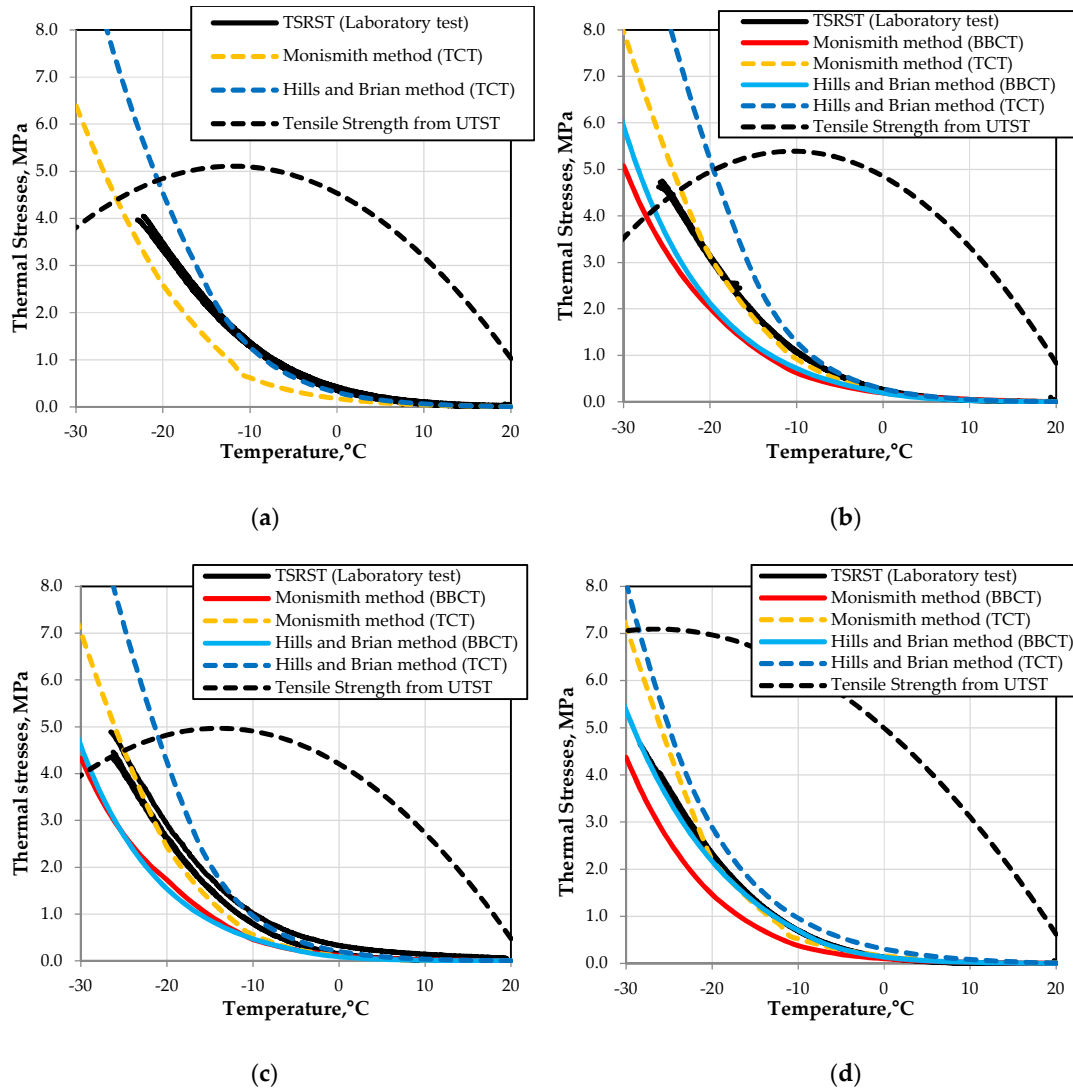 TSRST (Laboratory test)
Monismith method (TCT)
Hills and Brian method (TCT)
Tensile Strength from UTST
8.0
7.0
6.0
5.0
4.0
3.0
2.0
1.0
0.0
Thermal Stresses, MPa
-30 -20 -10 0 10 20
Temperature,°C
(a)
TSRST (Laboratory test)
Monismith method (BBCT)
Monismith method (TCT)
Hills and Brian method (BBCT)
Hills and Brian method (TCT)
Tensile Strength from UTST
8.0
7.0
6.0
5.0
4.0
3.0
2.0
1.0
0.0
Thermal Stresses, MPa
-30 -20 -10 0 10 20
Temperature,°C
(b)
TSRST (Laboratory test)
Monismith method (BBCT)
Monismith method (TCT)
Hills and Brian method (BBCT)
Hills and Brian method (TCT)
Tensile Strength from UTST
8.0
7.0
6.0
5.0
4.0
3.0
2.0
1.0
0.0
Thermal stresses, MPa
-30 -20 -10 0 10 20
Temperature,°C
(c)
TSRST (Laboratory test)
Monismith method (BBCT)
Monismith method (TCT)
Hills and Brian method (BBCT)
Hills and Brian method (TCT)
Tensile Strength from UTST
8.0
7.0
6.0
5.0
4.0
3.0
2.0
1.0
0.0
Thermal Stresses, MPa
-30 -20 -10 0 10 20
Temperature,°C
(d)